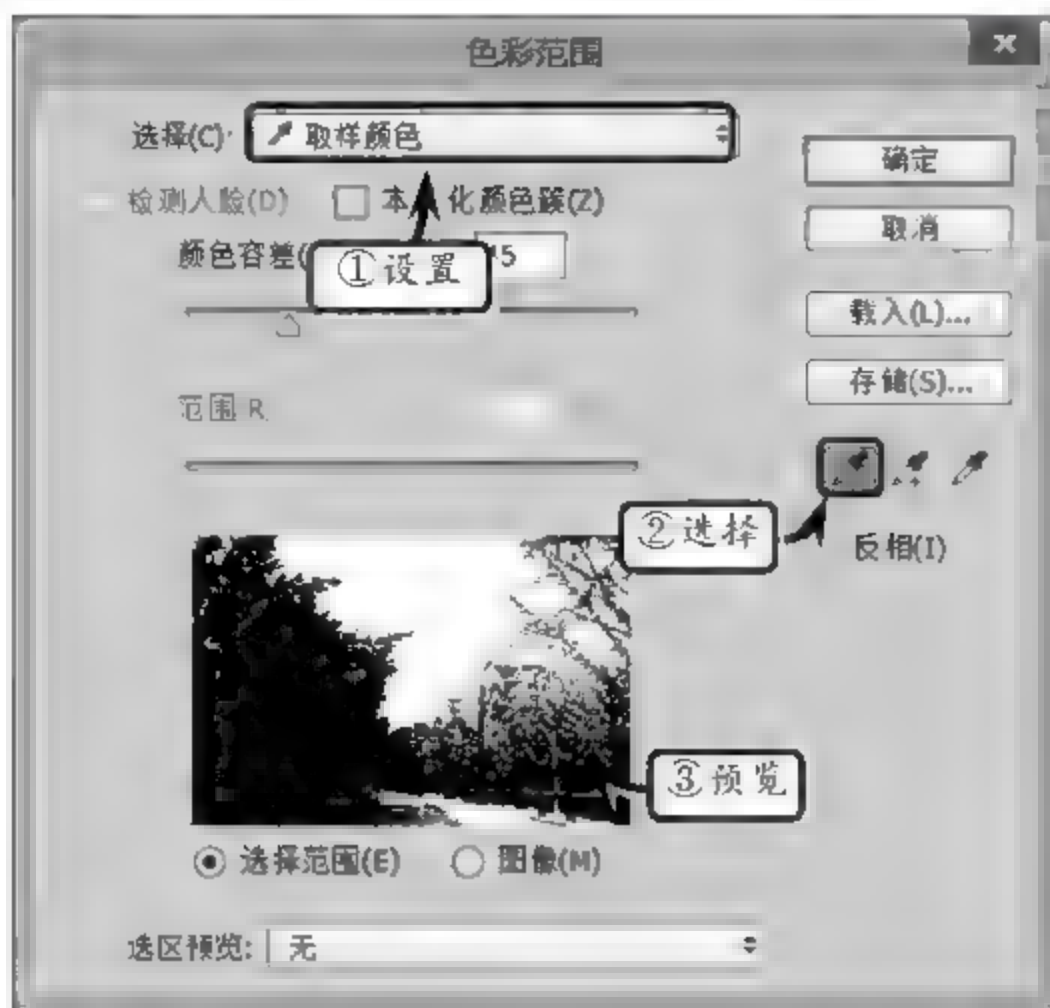 色彩范围
选择(C): 取样颜色
检测人脸(D) 本 化颜色簇(Z)
颜色容差( 5
①设置
范围 R
确定
取消
载入(L)...
存储(S)...
②选择
反相(I)
③预览
选择范围(E) 图像(M)
选区预览: 无